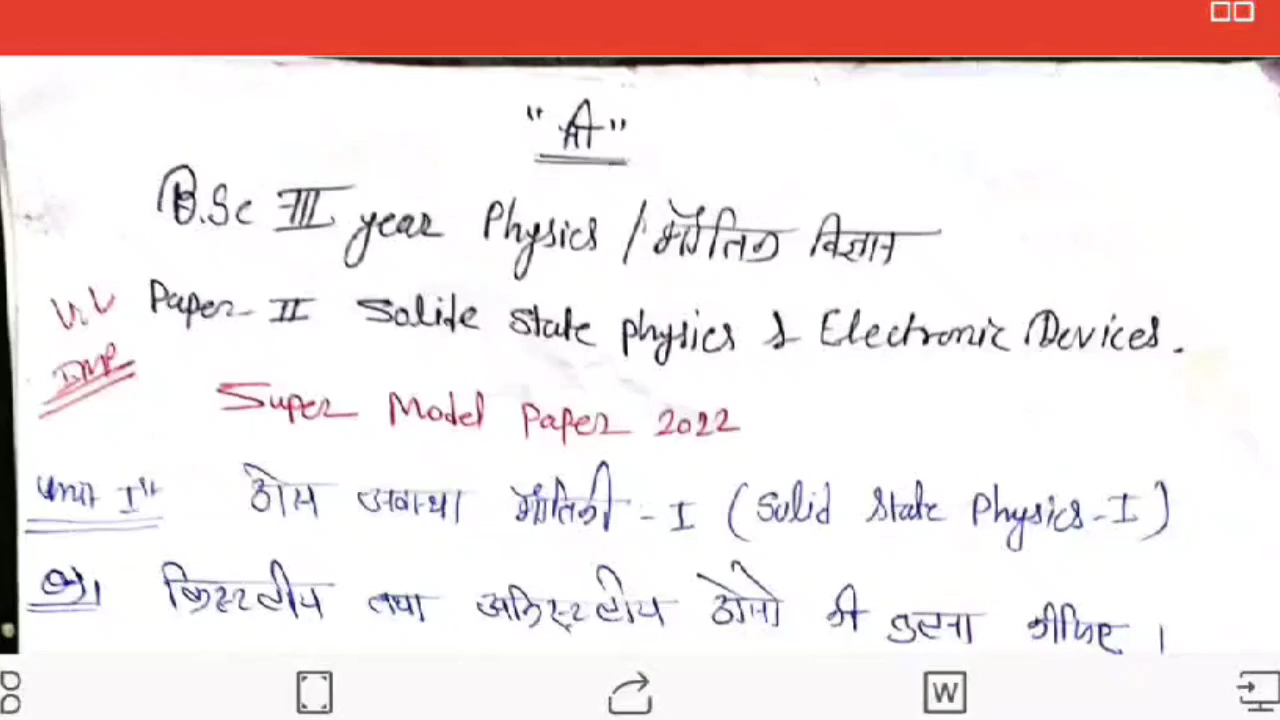 "A"
B.Sc III year Physics / भौतिक विज्ञान
V.V Paper - II Solide State physics & Electronic Devices.
IMP
Super Model Paper 2022
Unit I" ठोस अवस्था भौतिकी - I (Solid State Physics - I)
Q1. क्रिस्टलीय तथा अक्रिस्टलीय ठोसो की तुलना कीजिए ।
W